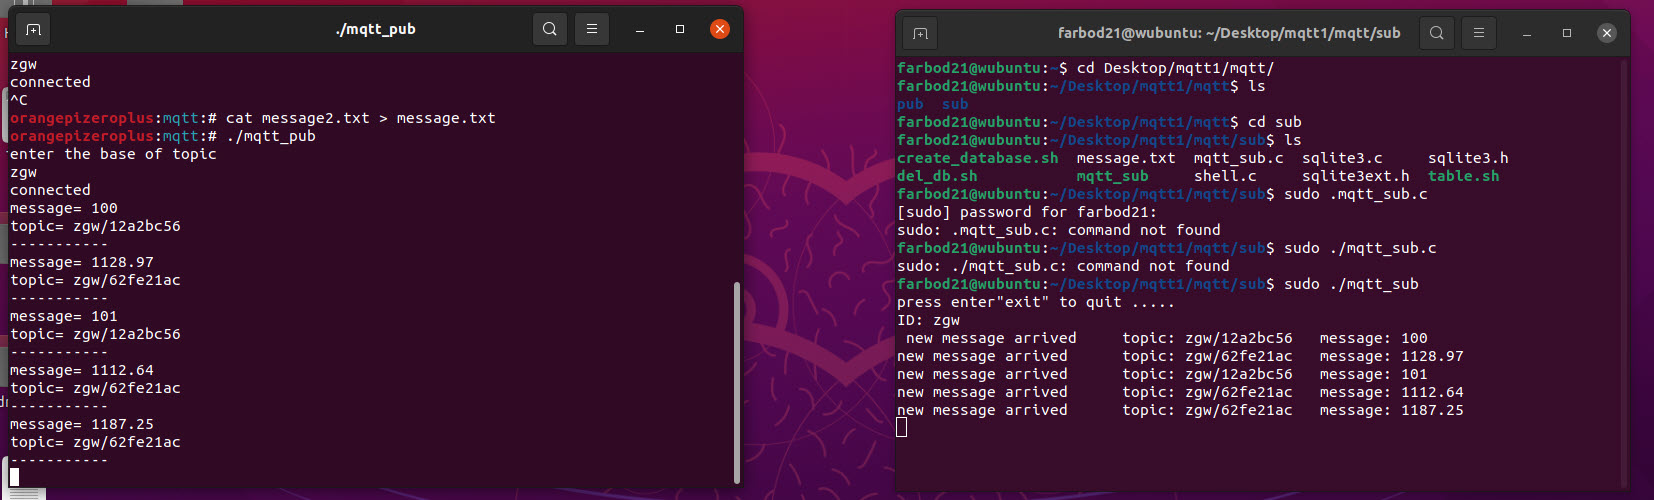 ./mqtt_pub
zgw
connected
^C
orangepizeroplus:mqtt:# cat message2.txt > message.txt
orangepizeroplus:mqtt:# ./mqtt_pub
enter the base of topic
zgw
connected
message= 100
topic= zgw/12a2bc56
-----------
message= 1128.97
topic= zgw/62fe21ac
-----------
message= 101
topic= zgw/12a2bc56
-----------
message= 1112.64
topic= zgw/62fe21ac
-----------
message= 1187.25
topic= zgw/62fe21ac
-----------
farbod21@wubuntu: ~/Desktop/mqtt1/mqtt/sub
farbod21@wubuntu:~$ cd Desktop/mqtt1/mqtt/
farbod21@wubuntu:~/Desktop/mqtt1/mqtt$ ls
pub  sub
farbod21@wubuntu:~/Desktop/mqtt1/mqtt$ cd sub
farbod21@wubuntu:~/Desktop/mqtt1/mqtt/sub$ ls
create_database.sh  message.txt  mqtt_sub.c  sqlite3.c     sqlite3.h
del_db.sh           mqtt_sub     shell.c     sqlite3ext.h  table.sh
farbod21@wubuntu:~/Desktop/mqtt1/mqtt/sub$ sudo .mqtt_sub.c
[sudo] password for farbod21:
sudo: .mqtt_sub.c: command not found
farbod21@wubuntu:~/Desktop/mqtt1/mqtt/sub$ sudo ./mqtt_sub.c
sudo: ./mqtt_sub.c: command not found
farbod21@wubuntu:~/Desktop/mqtt1/mqtt/sub$ sudo ./mqtt_sub
press enter"exit" to quit .....
ID: zgw
 new message arrived     topic: zgw/12a2bc56   message: 100
new message arrived      topic: zgw/62fe21ac   message: 1128.97
new message arrived      topic: zgw/12a2bc56   message: 101
new message arrived      topic: zgw/62fe21ac   message: 1112.64
new message arrived      topic: zgw/62fe21ac   message: 1187.25